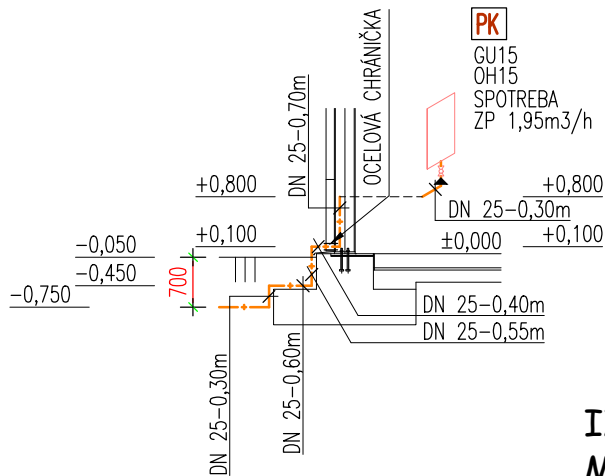 PK
GU15
OH15
SPOTREBA
ZP 1,95m3/h
OCELOVÁ CHRÁNIČKA
DN 25-0,70m
+0,800
+0,800
DN 25-0,30m
+0,100
±0,000
+0,100
-0,050
-0,450
700
-0,750
DN 25-0,40m
DN 25-0,55m
DN 25-0,30m
DN 25-0,60m